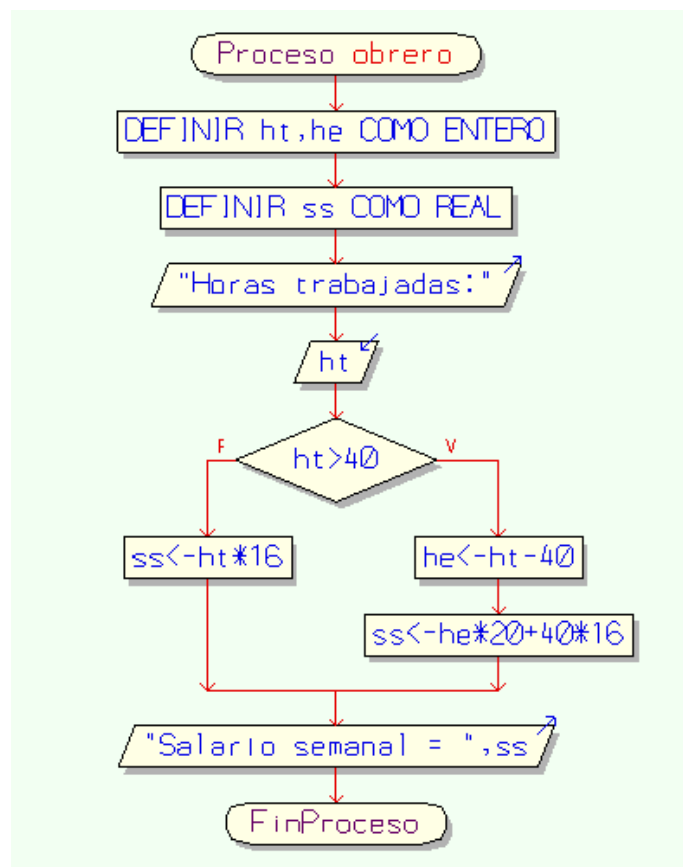 Proceso obrero
DEFINIR ht,he COMO ENTERO
DEFINIR ss COMO REAL
"Horas trabajadas:"
ht
F
ht>40
V
ss<-ht*16
he<-ht-40
ss<-he*20+40*16
"Salario semanal = ",ss
FinProceso